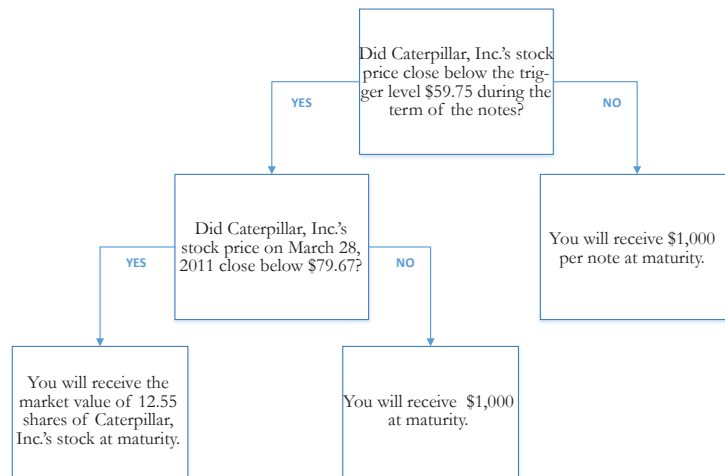 Did Caterpillar, Inc.'s stock
price close below the trig-
ger level $59.75 during the
term of the notes?
YES
NO
Did Caterpillar, Inc.'s
stock price on March 28,
2011 close below $79.67?
You will receive $1,000
per note at maturity.
YES
NO
You will receive the
market value of 12.55
shares of Caterpillar,
Inc.'s stock at maturity.
You will receive $1,000
at maturity.